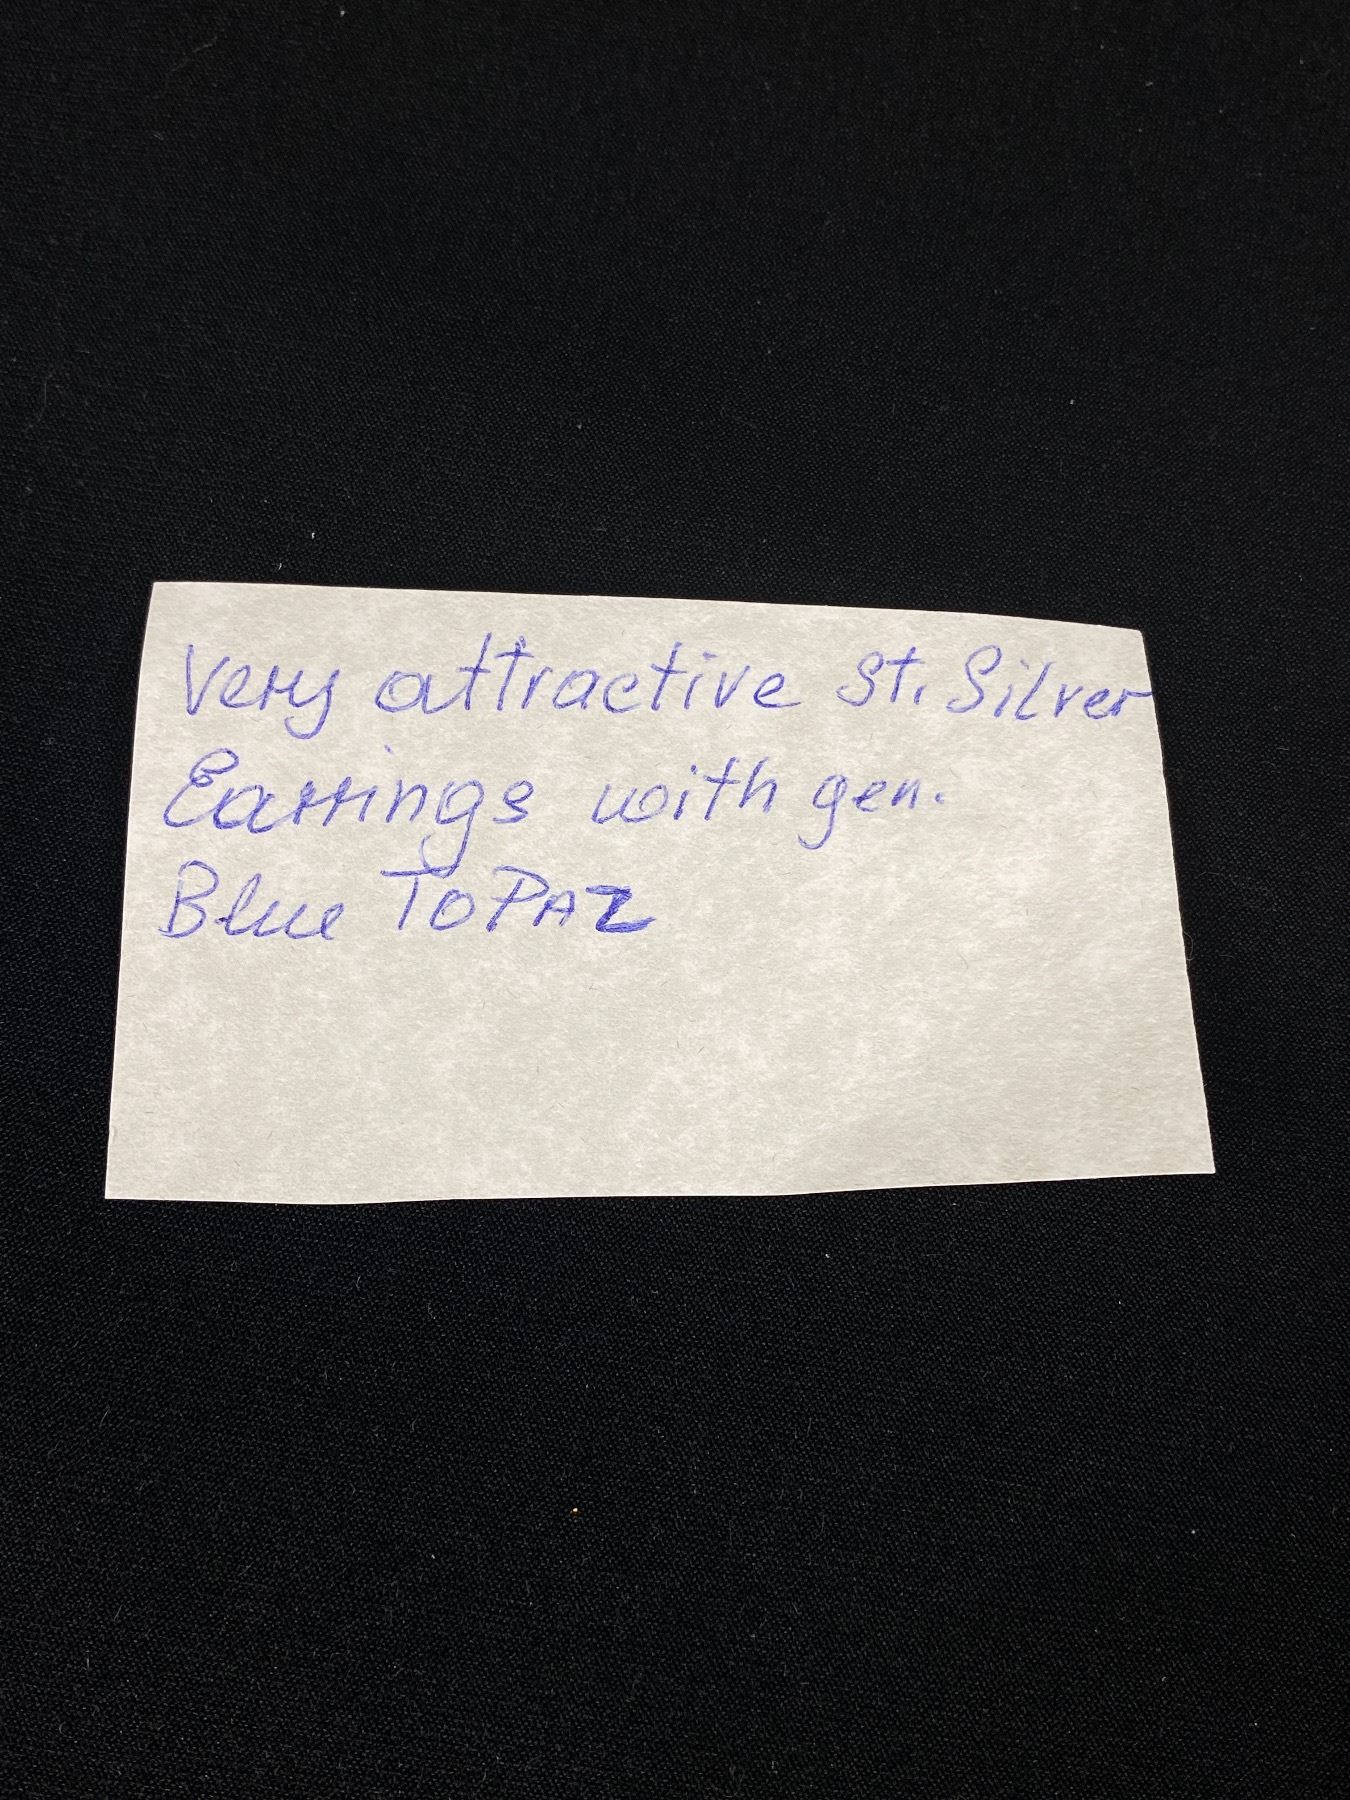 Very attractive St. Silver
Earrings with gen.
Blue TOPAZ